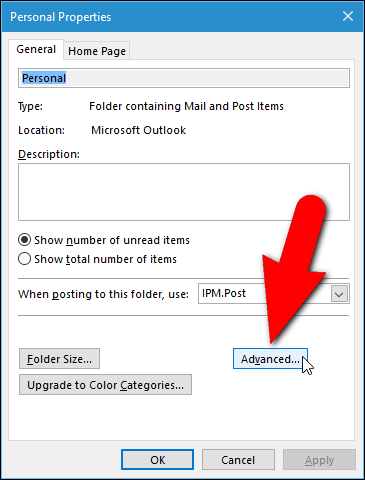 Personal Properties
General
Home Page
Personal
Type: Folder containing Mail and Post Items
Location: Microsoft Outlook
Description:
Show number of unread items
Show total number of items
When posting to this folder, use: IPM.Post
Folder Size... Advanced...
Upgrade to Color Categories...
OK Cancel Apply